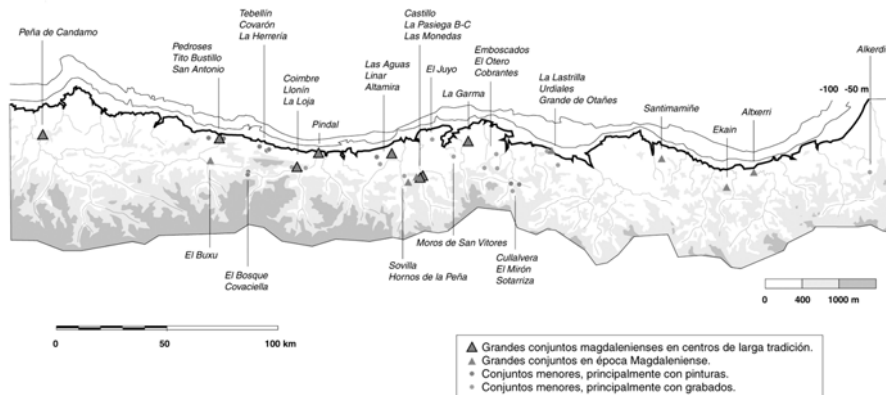 Peña de Candamo
Pedroses
Tito Bustillo
San Antonio
Tebellín
Covarón
La Herrería
Coimbre
Llonín
La Loja
Pindal
Las Aguas
Linar
Altamira
Castillo
La Pasiega B-C
Las Monedas
El Juyo
La Garma
Emboscados
El Otero
Cobrantes
La Lastrilla
Urdiales
Grande de Otañes
Santimamiñe
Ekain
Altxerri
Alkerdi
-100 -50 m
El Buxu
El Bosque
Covaciella
Sovilla
Hornos de la Peña
Moros de San Vitores
Cullalvera
El Mirón
Sotarriza
0 400 1000 m
0 50 100 km
Grandes conjuntos magdalenienses en centros de larga tradición.
Grandes conjuntos en época Magdaleniense.
Conjuntos menores, principalmente con pinturas.
Conjuntos menores, principalmente con grabados.